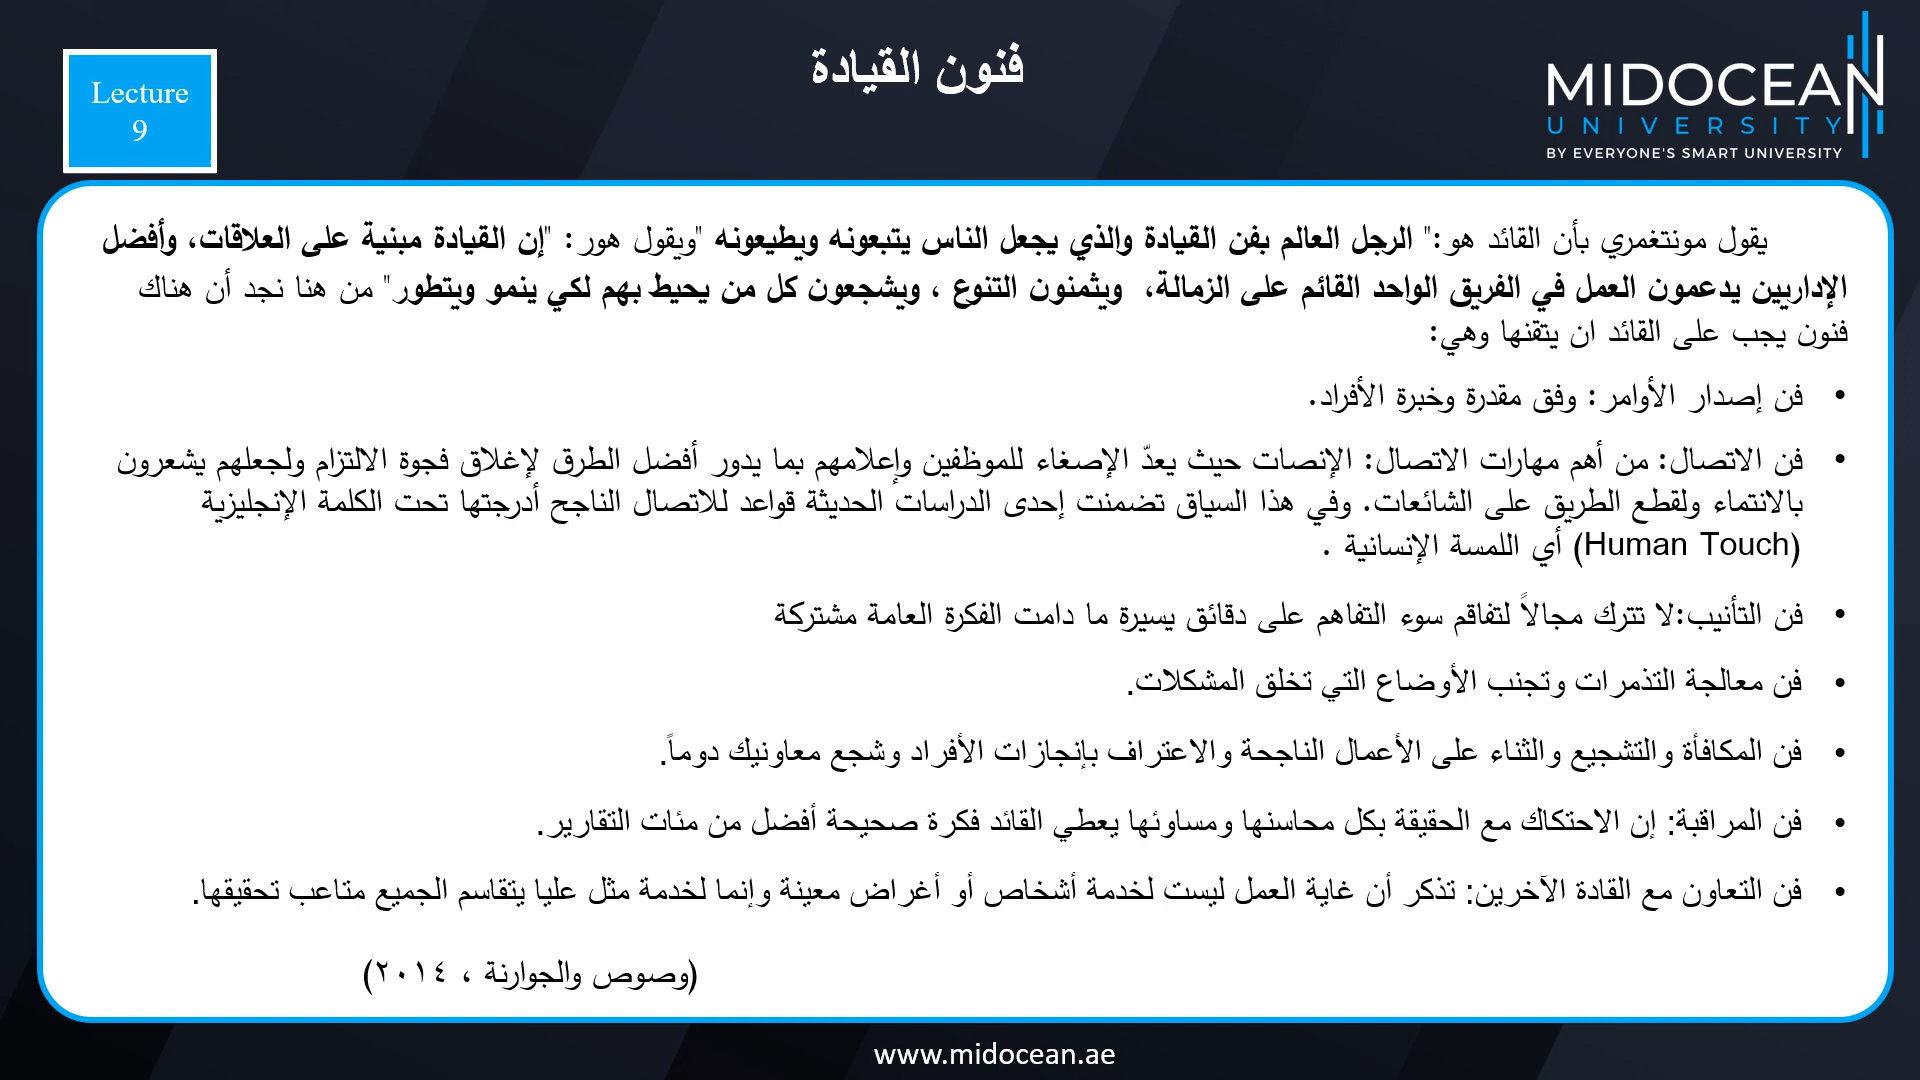 فنون القيادة
Lecture
9
MIDOCEAN
UNIVERSITY
BY EVERYONE'S SMART UNIVERSITY
يقول مونتغمري بأن القائد هو:" الرجل العالم بفن القيادة والذي يجعل الناس يتبعونه ويطيعونه "ويقول هور: "إن القيادة مبنية على العلاقات، وأفضل
الإداريين يدعمون العمل في الفريق الواحد القائم على الزمالة، ويثمنون التنوع ، ويشجعون كل من يحيط بهم لكي ينمو ويتطور" من هنا نجد أن هناك
فنون يجب على القائد ان يتقنها وهي:
• فن إصدار الأوامر: وفق مقدرة وخبرة الأفراد.
• فن الاتصال: من أهم مهارات الاتصال: الإنصات حيث يعدّ الإصغاء للموظفين وإعلامهم بما يدور أفضل الطرق لإغلاق فجوة الالتزام ولجعلهم يشعرون
بالانتماء ولقطع الطريق على الشائعات. وفي هذا السياق تضمنت إحدى الدراسات الحديثة قواعد للاتصال الناجح أدرجتها تحت الكلمة الإنجليزية
(Human Touch) أي اللمسة الإنسانية .
• فن التأنيب:لا تترك مجالاً لتفاقم سوء التفاهم على دقائق يسيرة ما دامت الفكرة العامة مشتركة
• فن معالجة التذمرات وتجنب الأوضاع التي تخلق المشكلات.
• فن المكافأة والتشجيع والثناء على الأعمال الناجحة والاعتراف بإنجازات الأفراد وشجع معاونيك دوماً.
• فن المراقبة: إن الاحتكاك مع الحقيقة بكل محاسنها ومساوئها يعطي القائد فكرة صحيحة أفضل من مئات التقارير.
• فن التعاون مع القادة الآخرين: تذكر أن غاية العمل ليست لخدمة أشخاص أو أغراض معينة وإنما لخدمة مثل عليا يتقاسم الجميع متاعب تحقيقها.
(وصوص والجوارنة ، ٢٠١٤)
www.midocean.ae